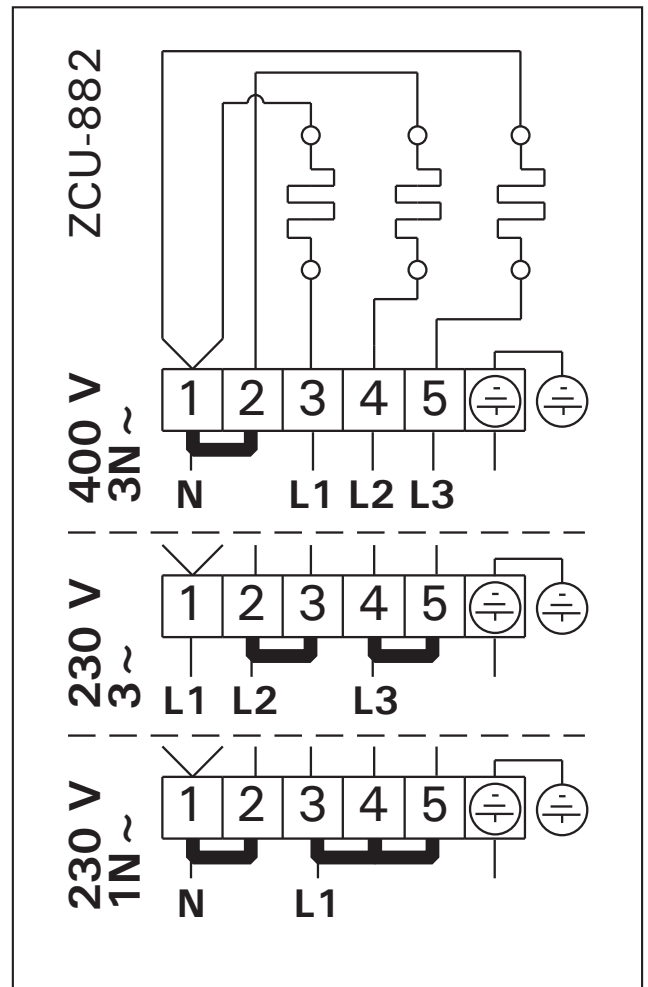 ZCU-882
400 V
3N ~
1 2 3 4 5
N L1 L2 L3
230 V
3 ~
1 2 3 4 5
L1 L2 L3
230 V
1N ~
1 2 3 4 5
N L1